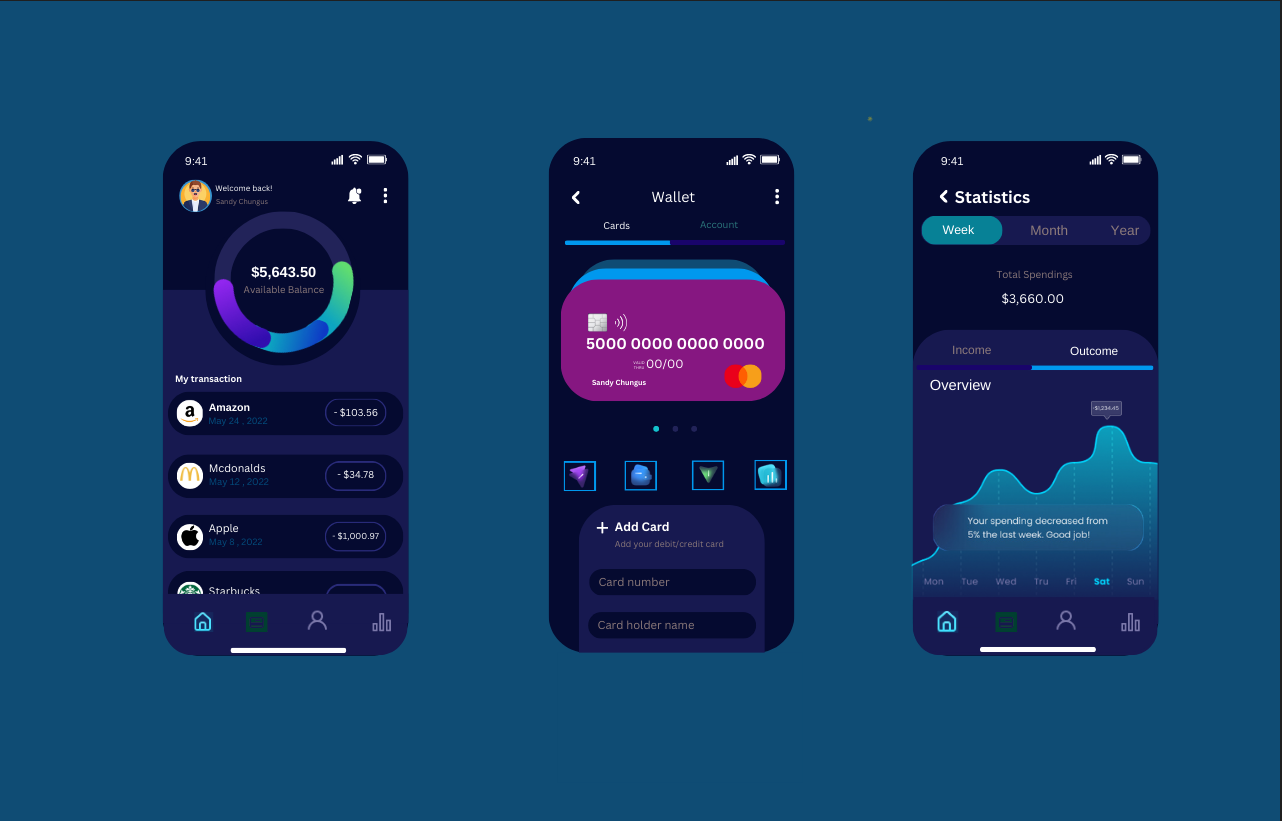 9:41
Welcome back!
Sandy Chungus
$5,643.50
Available Balance
My transaction
Amazon
May 24 , 2022
- $103.56
Mcdonalds
May 12 , 2022
- $34.78
Apple
May 8 , 2022
- $1,000.97
Starbucks
9:41
Wallet
Cards
Account
5000 0000 0000 0000
VALID
THRU
00/00
Sandy Chungus
Add Card
Add your debit/credit card
Card number
Card holder name
9:41
Statistics
Week
Month
Year
Total Spendings
$3,660.00
Income
Outcome
Overview
-$1,234.45
Your spending decreased from
5% the last week. Good job!
Mon Tue Wed Tru Fri Sat Sun